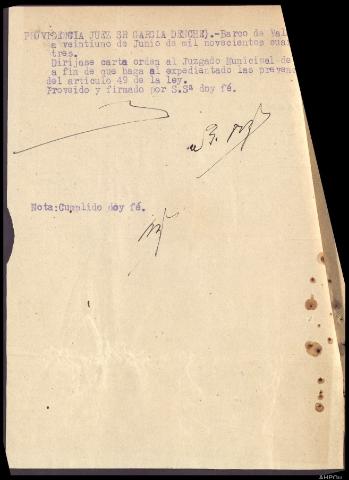 PROVIDENCIA JUEZ SR GARCIA DENCHE).-Barco de Val
a veintiuno de Junio de mil novecientos cua
tres.
Dirijase carta orden al Juzgado Municipal de
a fin de que haga al expedientado las preven
del articulo 49 de la ley.
Proveido y firmado por S.Sª doy fé.
Nota:Cumplido doy fé.
AHPOu